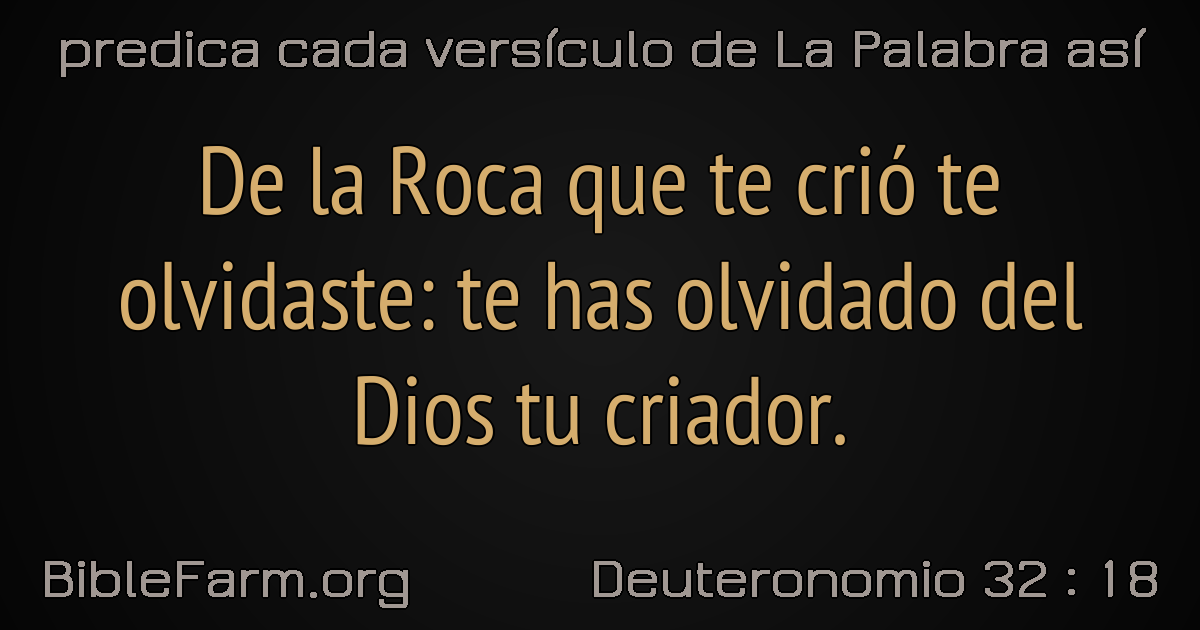 predica cada versículo de La Palabra así
De la Roca que te crió te
olvidaste: te has olvidado del
Dios tu criador.
BibleFarm.org
Deuteronomio 32 : 18